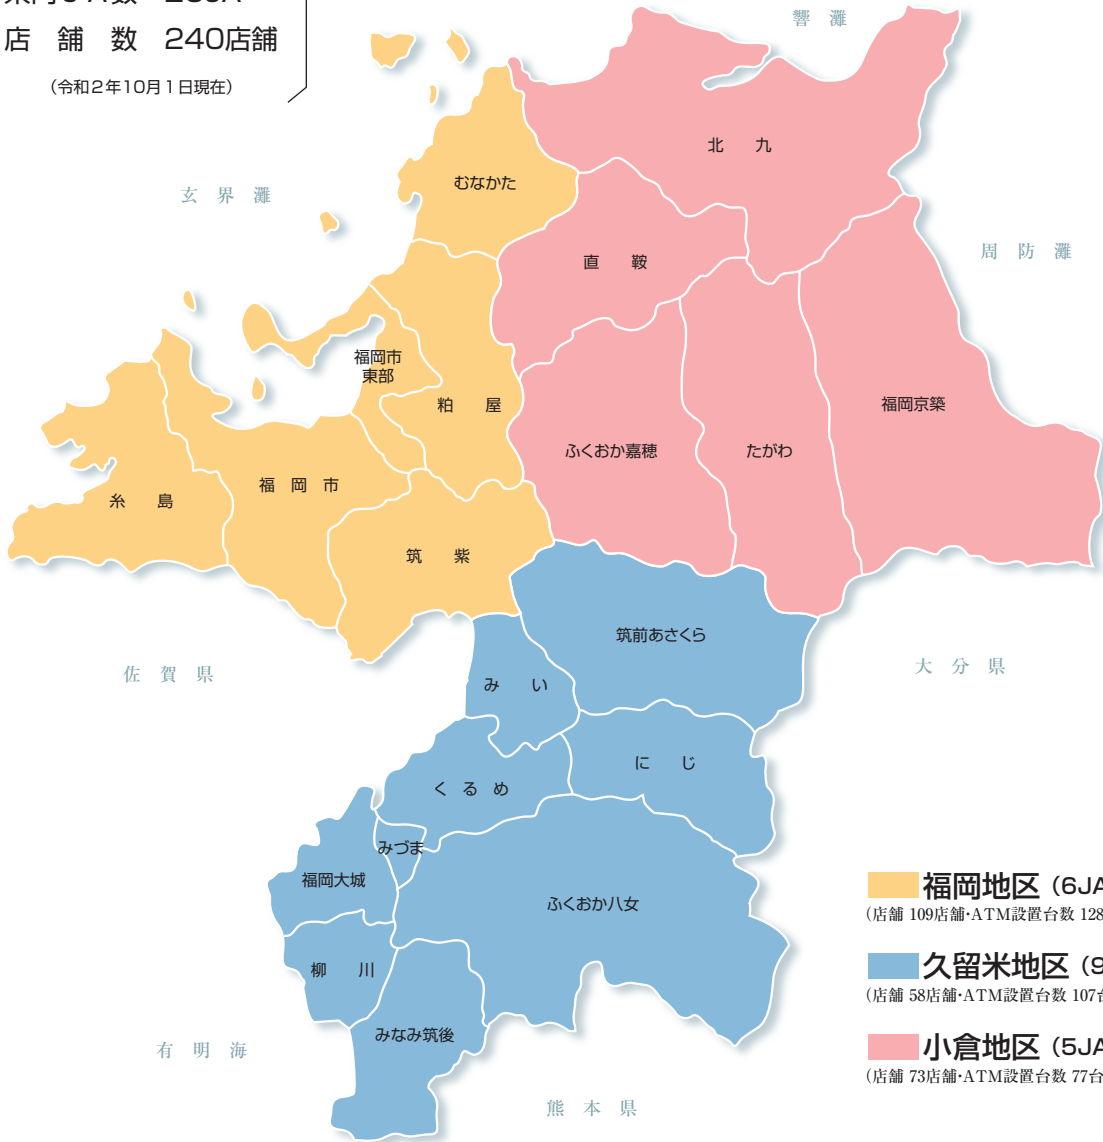 店　舗　数　240店舗
(令和2年10月1日現在)
響　灘
玄　界　灘
周　防　灘
北　九
むなかた
直　鞍
福岡市
東部
粕　屋
ふくおか嘉穂
たがわ
福岡京築
糸　島
福　岡　市
筑　紫
佐　賀　県
大　分　県
筑前あさくら
み　い
にじ
く　る　め
みづま
福岡大城
ふくおか八女
柳　川
みなみ筑後
有　明　海
熊　本　県
福岡地区（6JA
(店舗 109店舗・ATM設置台数 128
久留米地区（9
(店舗 58店舗・ATM設置台数 107台
小倉地区（5JA
(店舗 73店舗・ATM設置台数 77台